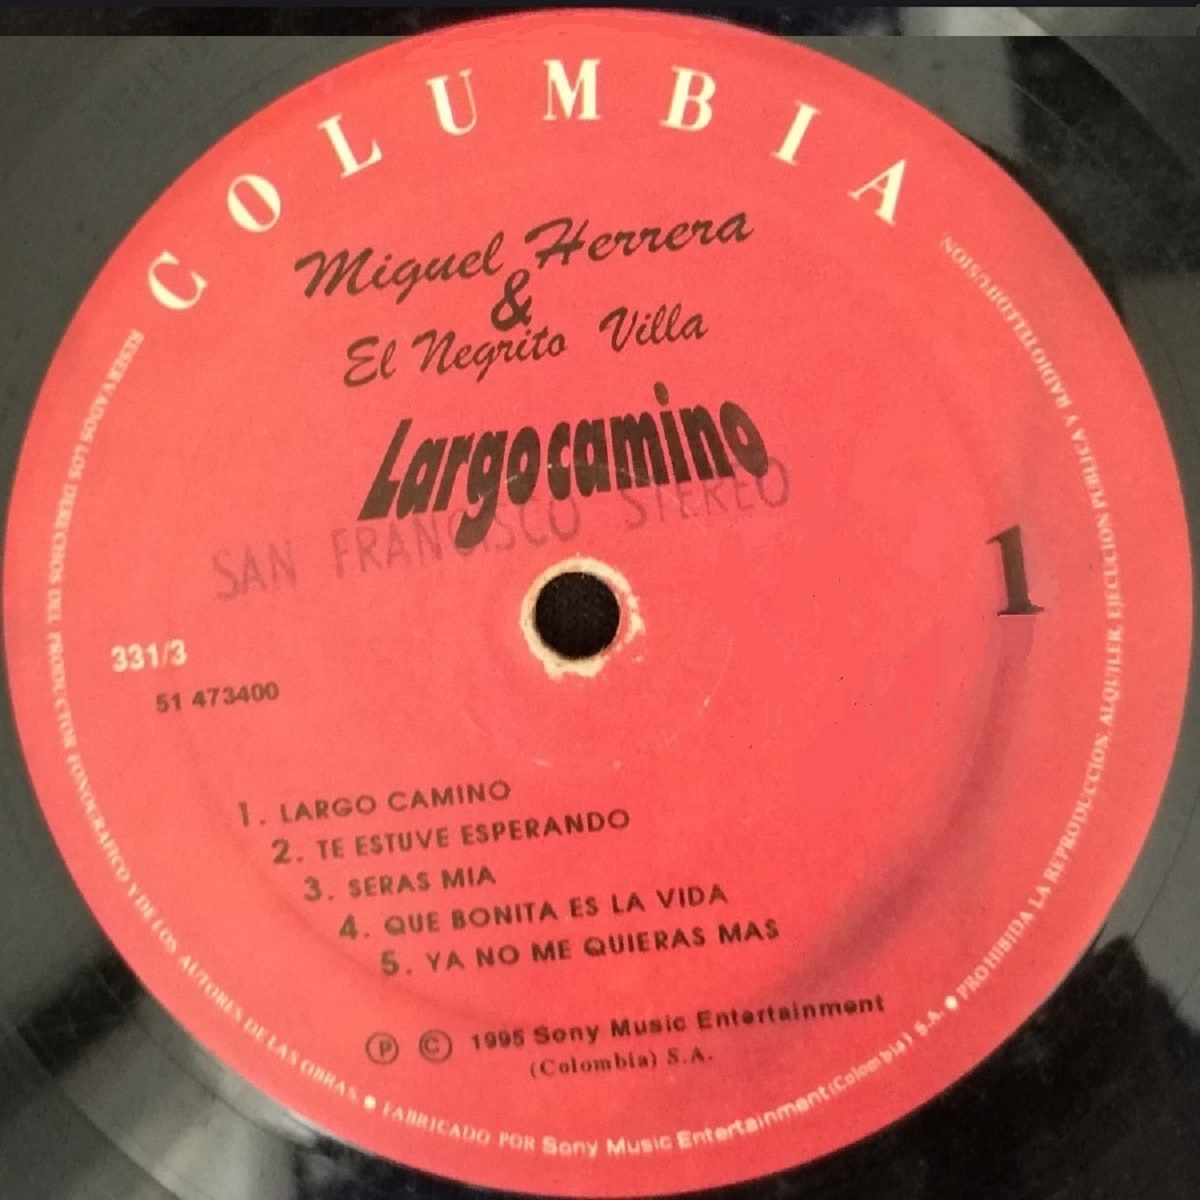 COLUMBIA
Miguel Herrera
&
El Negrito Villa
Largo camino
SAN FRANCISCO STEREO
1
331/3
51 473400
1. LARGO CAMINO
2. TE ESTUVE ESPERANDO
3. SERAS MIA
4. QUE BONITA ES LA VIDA
5. YA NO ME QUIERAS MAS
Ⓟ © 1995 Sony Music Entertainment
(Colombia) S.A.
RESERVADOS LOS DERECHOS DEL PRODUCTOR FONOGRAFICO Y DE LOS AUTORES DE LAS OBRAS. ● FABRICADO POR Sony Music Entertainment (Colombia) S.A. ● PROHIBIDA LA REPRODUCCION, ALQUILER, EJECUCION PUBLICA Y RADIOTELEDIFUSION.